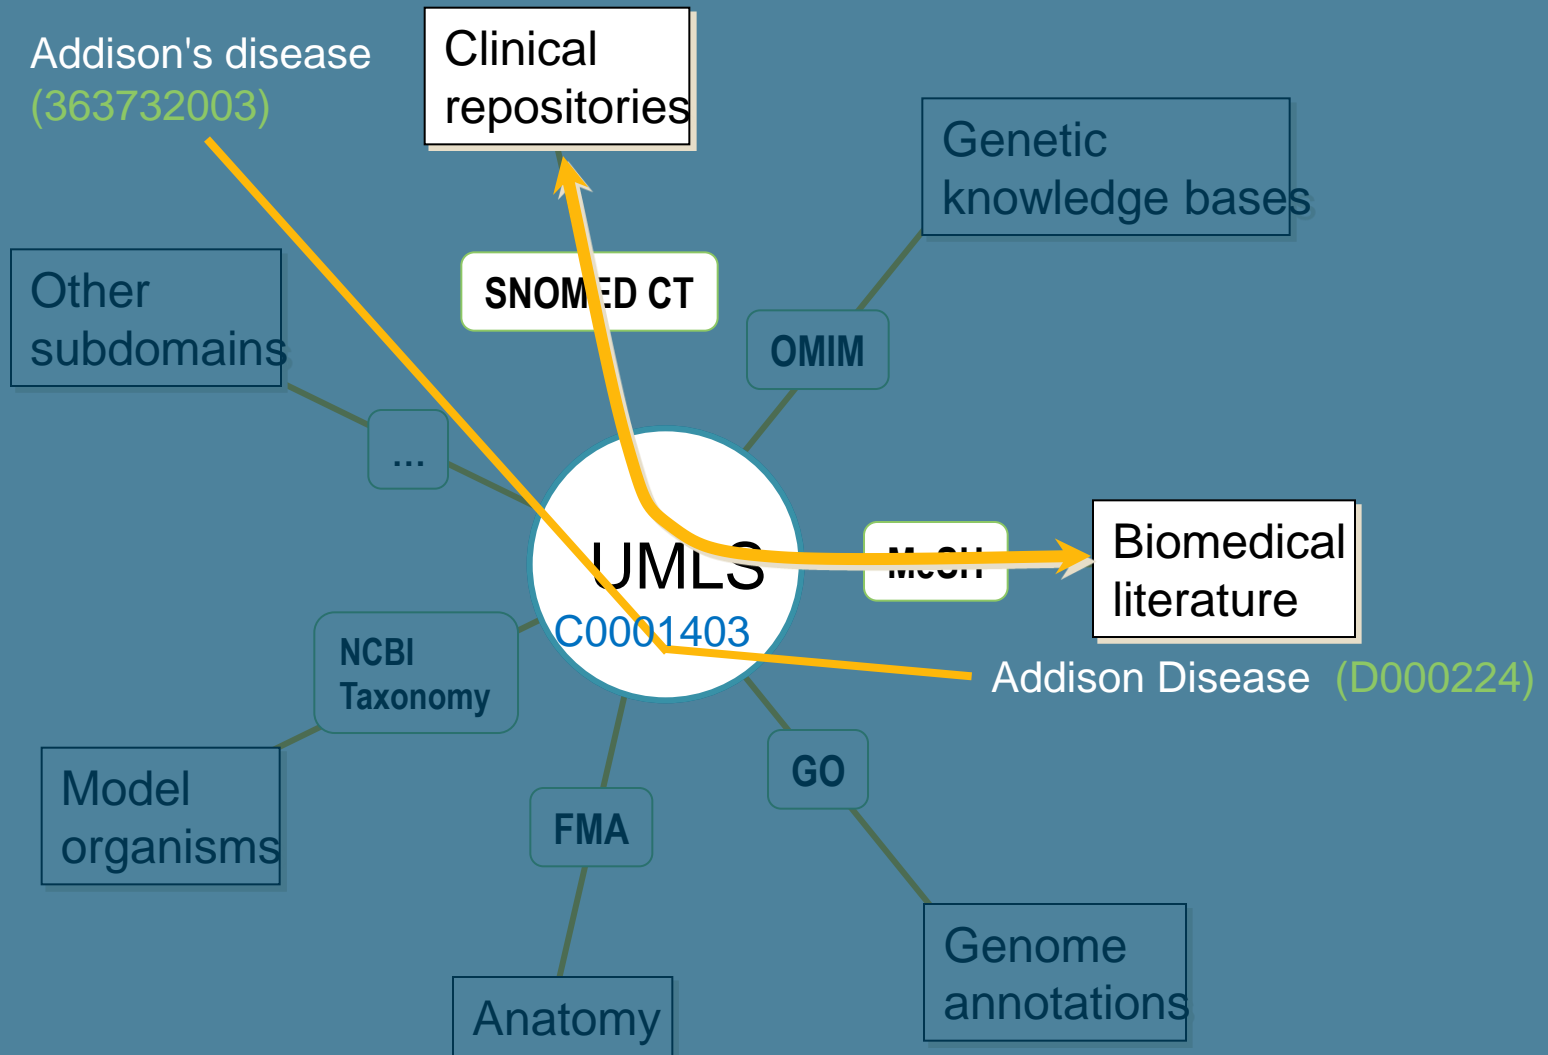 Addison's disease
(363732003)
Clinical
repositories
Genetic
knowledge bases
SNOMED CT
Other
subdomains
OMIM
...
UMLS
C0001403
MeSH
Biomedical
literature
Addison Disease (D000224)
NCBI
Taxonomy
GO
Model
organisms
FMA
Genome
annotations
Anatomy